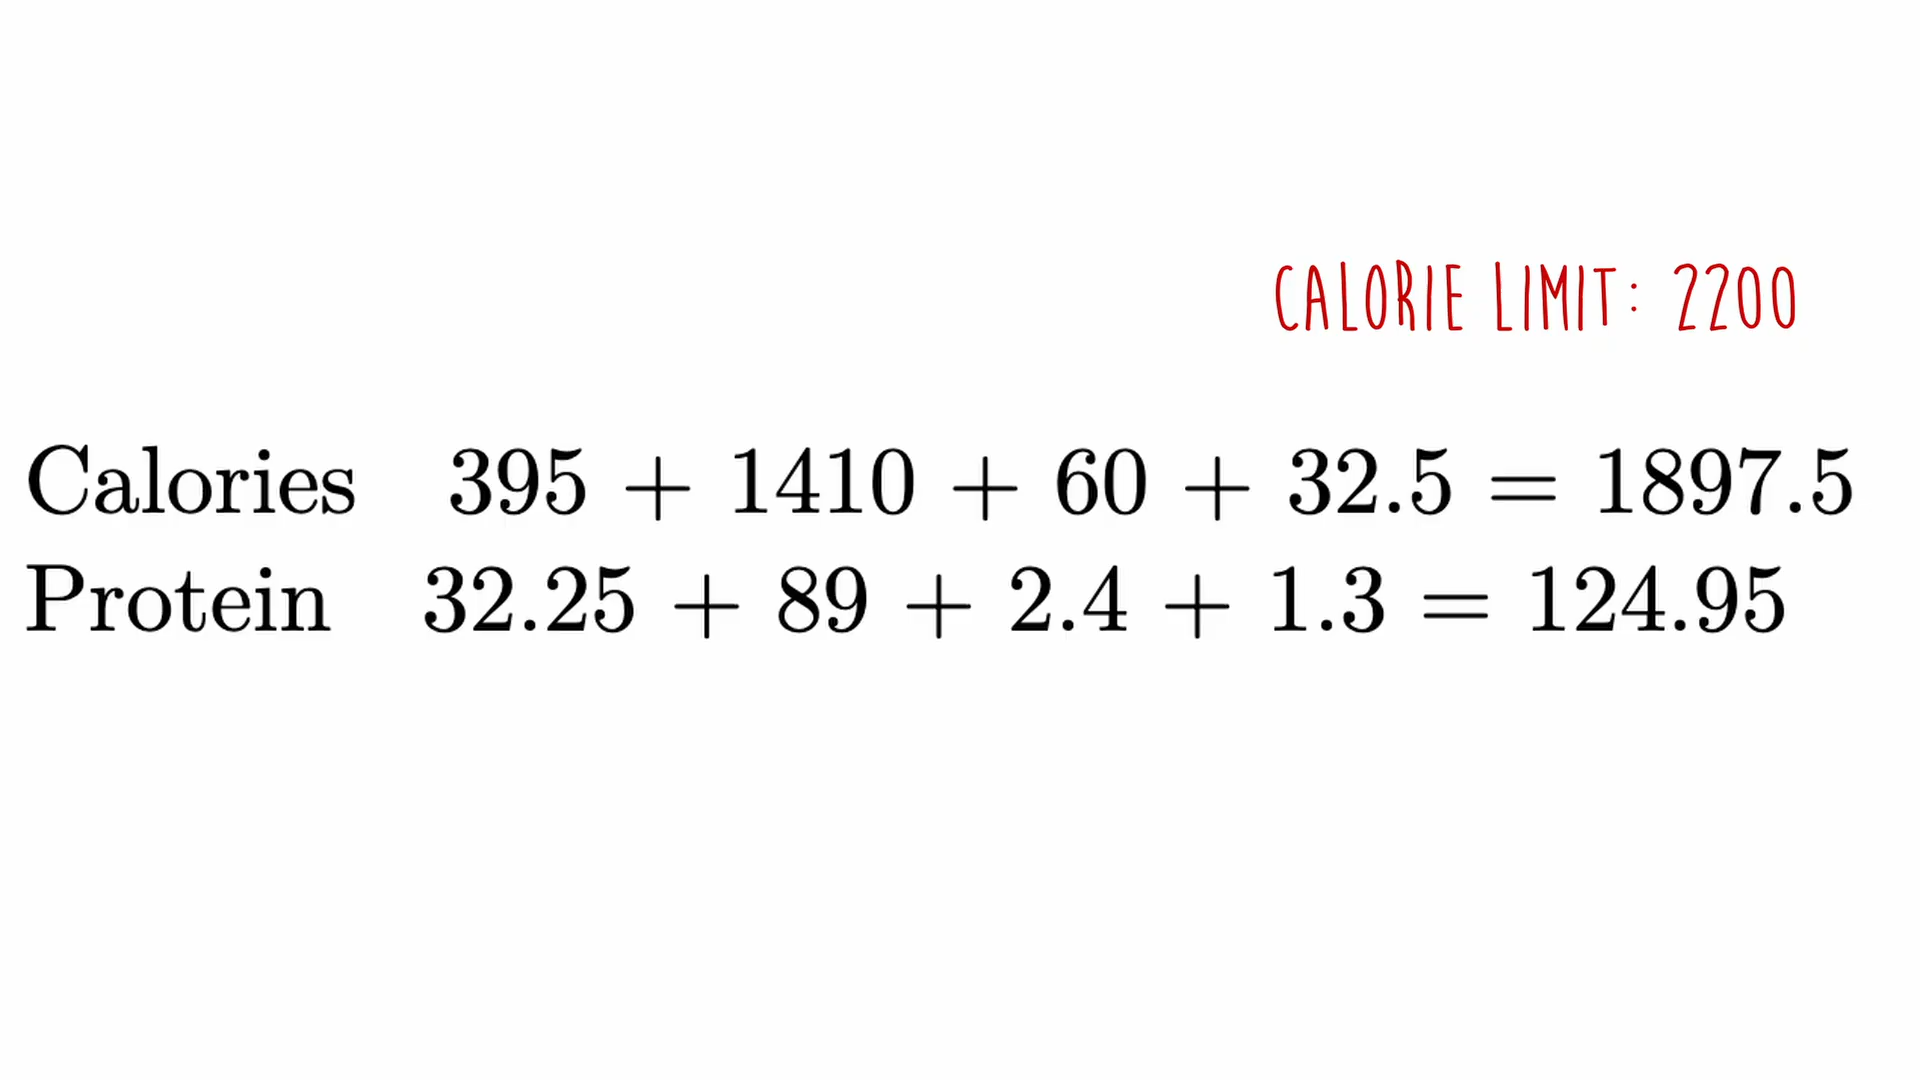 CALORIE LIMIT: 2200
Calories 395 + 1410 + 60 + 32.5 = 1897.5
Protein 32.25 + 89 + 2.4 + 1.3 = 124.95